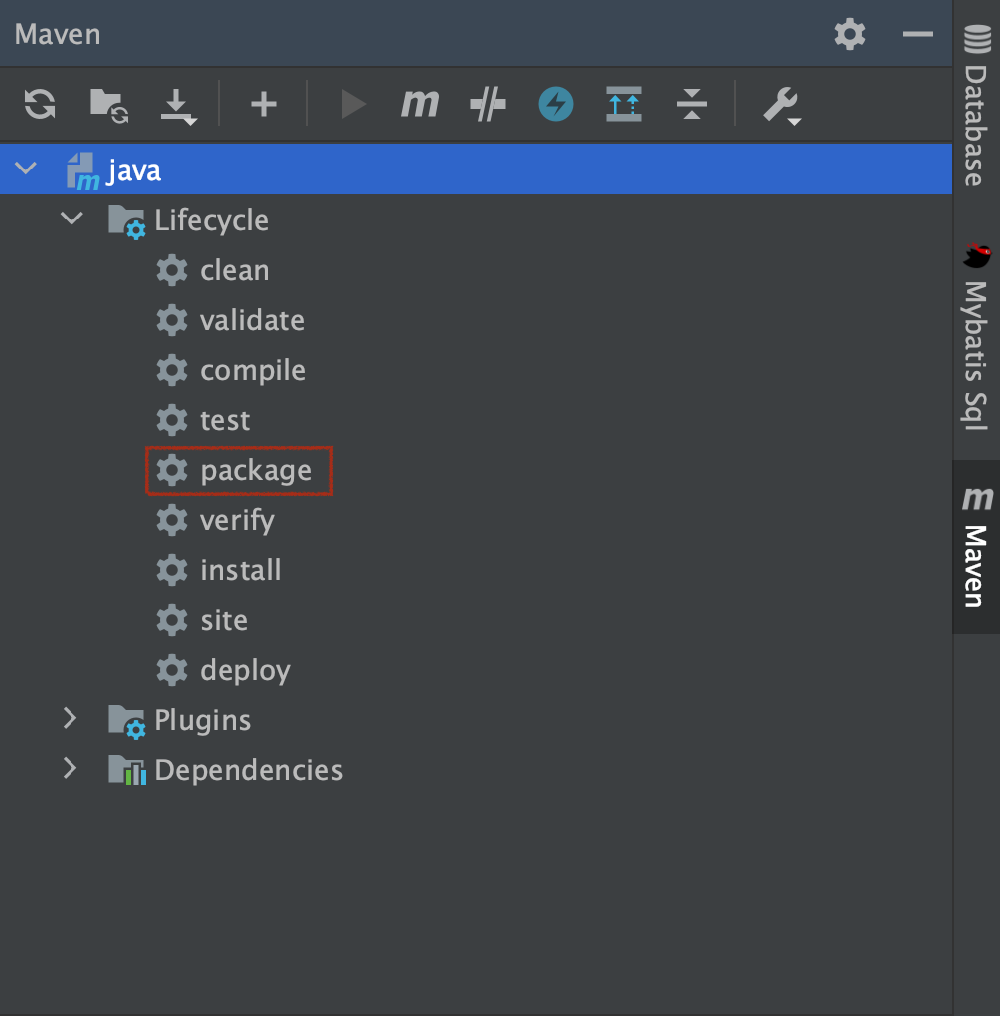 Maven
java
Lifecycle
clean
validate
compile
test
package
verify
install
site
deploy
Plugins
Dependencies
Database
Mybatis Sql
Maven